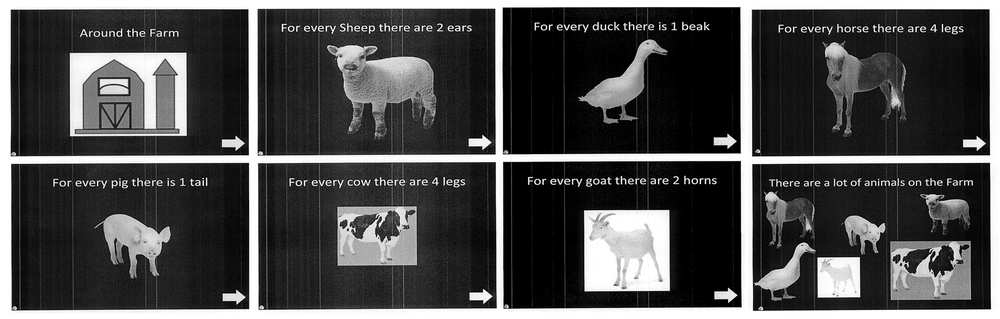 Around the Farm
For every Sheep there are 2 ears
For every duck there is 1 beak
For every horse there are 4 legs
For every pig there is 1 tail
For every cow there are 4 legs
For every goat there are 2 horns
There are a lot of animals on the Farm